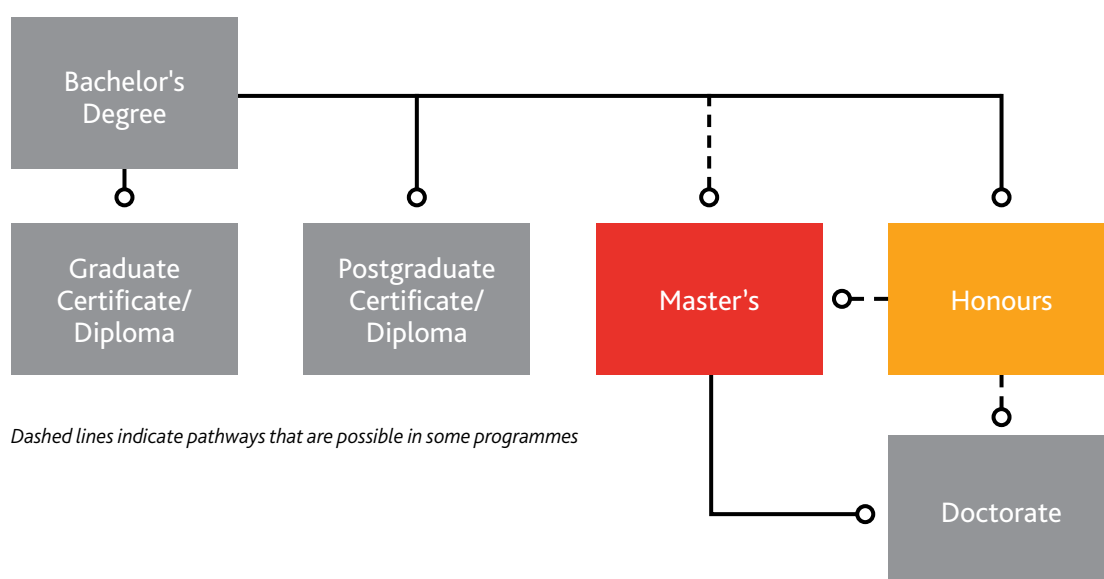 Bachelor's
Degree
Graduate
Certificate/
Diploma
Postgraduate
Certificate/
Diploma
Master’s
Honours
Dashed lines indicate pathways that are possible in some programmes
Doctorate